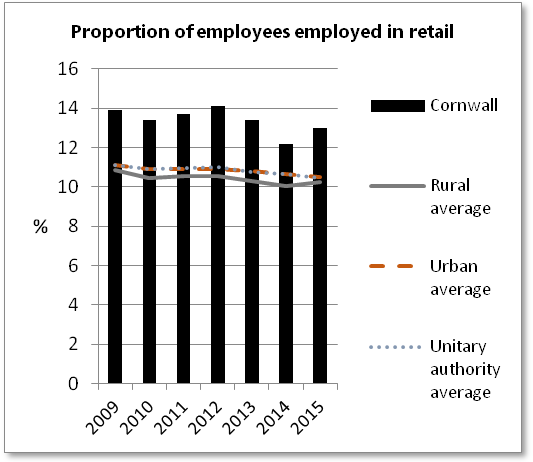 Proportion of employees employed in retail
16
14
12
10
8
6
4
2
0
%
2009
2010
2011
2012
2013
2014
2015
Cornwall
Rural
average
Urban
average
Unitary
authority
average